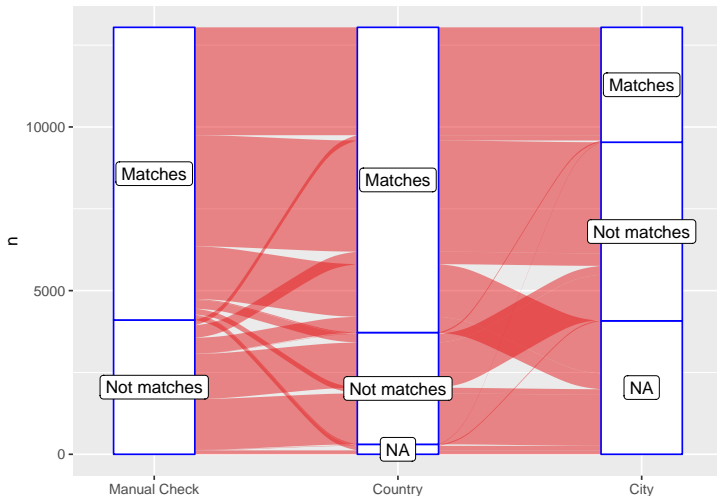 n
10000
5000
0
Matches
Not matches
Matches
Not matches
NA
Matches
Not matches
NA
Manual Check
Country
City